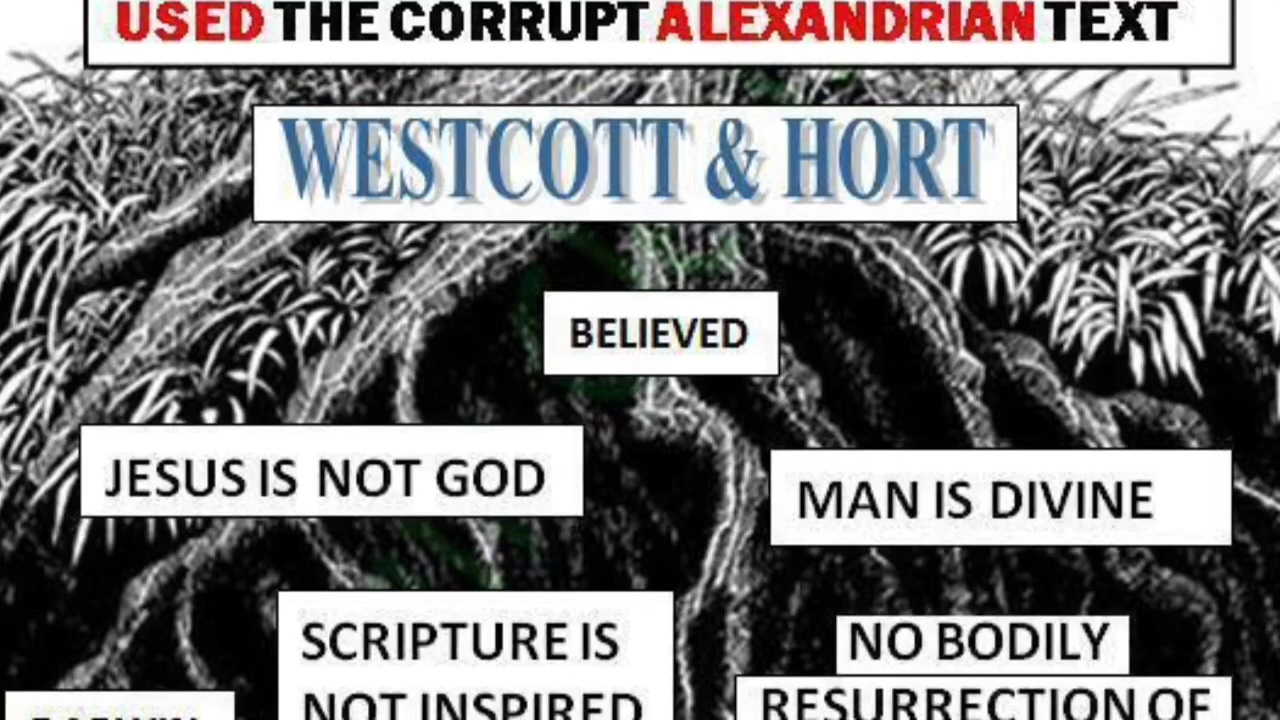 USED THE CORRUPT ALEXANDRIAN TEXT
WESTCOTT & HORT
BELIEVED
JESUS IS NOT GOD
MAN IS DIVINE
SCRIPTURE IS
NOT INSPIRED
NO BODILY
RESURRECTION OF